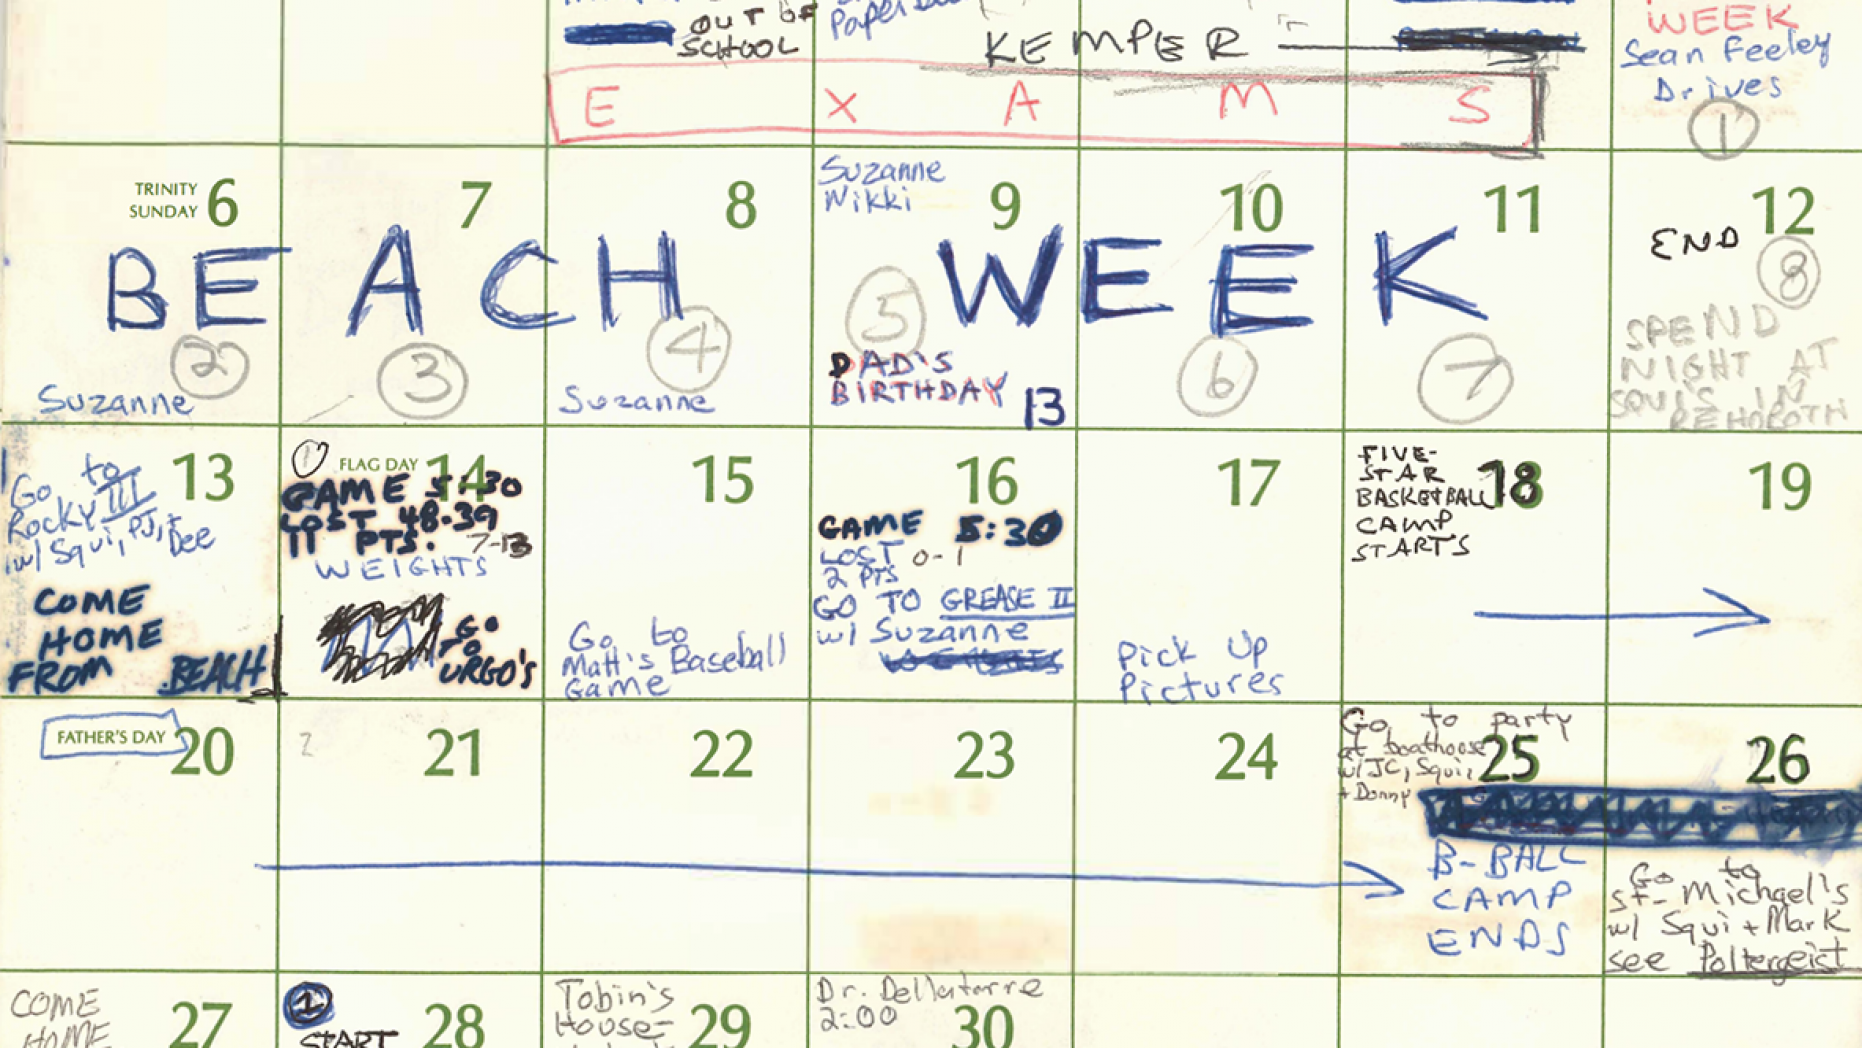 OUT OF
SCHOOL
KEMPER
WEEK
Sean Feeley
Drives
1
E X A M S
TRINITY
SUNDAY 6
BEACH WEEK
2
Suzanne
7
3
8
4
Suzanne
Suzanne
Nikki
9
5
DAD'S
BIRTHDAY
13
10
6
11
7
12
END
8
SPEND
NIGHT AT
SQUI'S IN
REHOBOTH
13
Go to
Rocky III
w/ Squi, PJ, +
Dee
COME
HOME
FROM BEACH
1
FLAG DAY 14
GAME 5:30
LOST 48-39
11 PTS. 7-13
WEIGHTS
GO
TO
URGO'S
15
Go to
Matt's Baseball
Game
16
GAME 5:30
LOST 0-1
2 PTS
GO TO GREASE II
w/ Suzanne
17
Pick Up
Pictures
FIVE-
STAR
BASKETBALL 18
CAMP
STARTS
19
FATHER'S DAY 20
2
21
22
23
24
Go to party
at boathouse 25
w/ JC, Squi,
+ Donny
B-BALL
CAMP
ENDS
26
Go to
St. Michael's
w/ Squi + Mark
see Poltergeist
COME
HOME
27
1
START
28
Tobin's
House-
29
Dr. Dellatorre
2:00
30